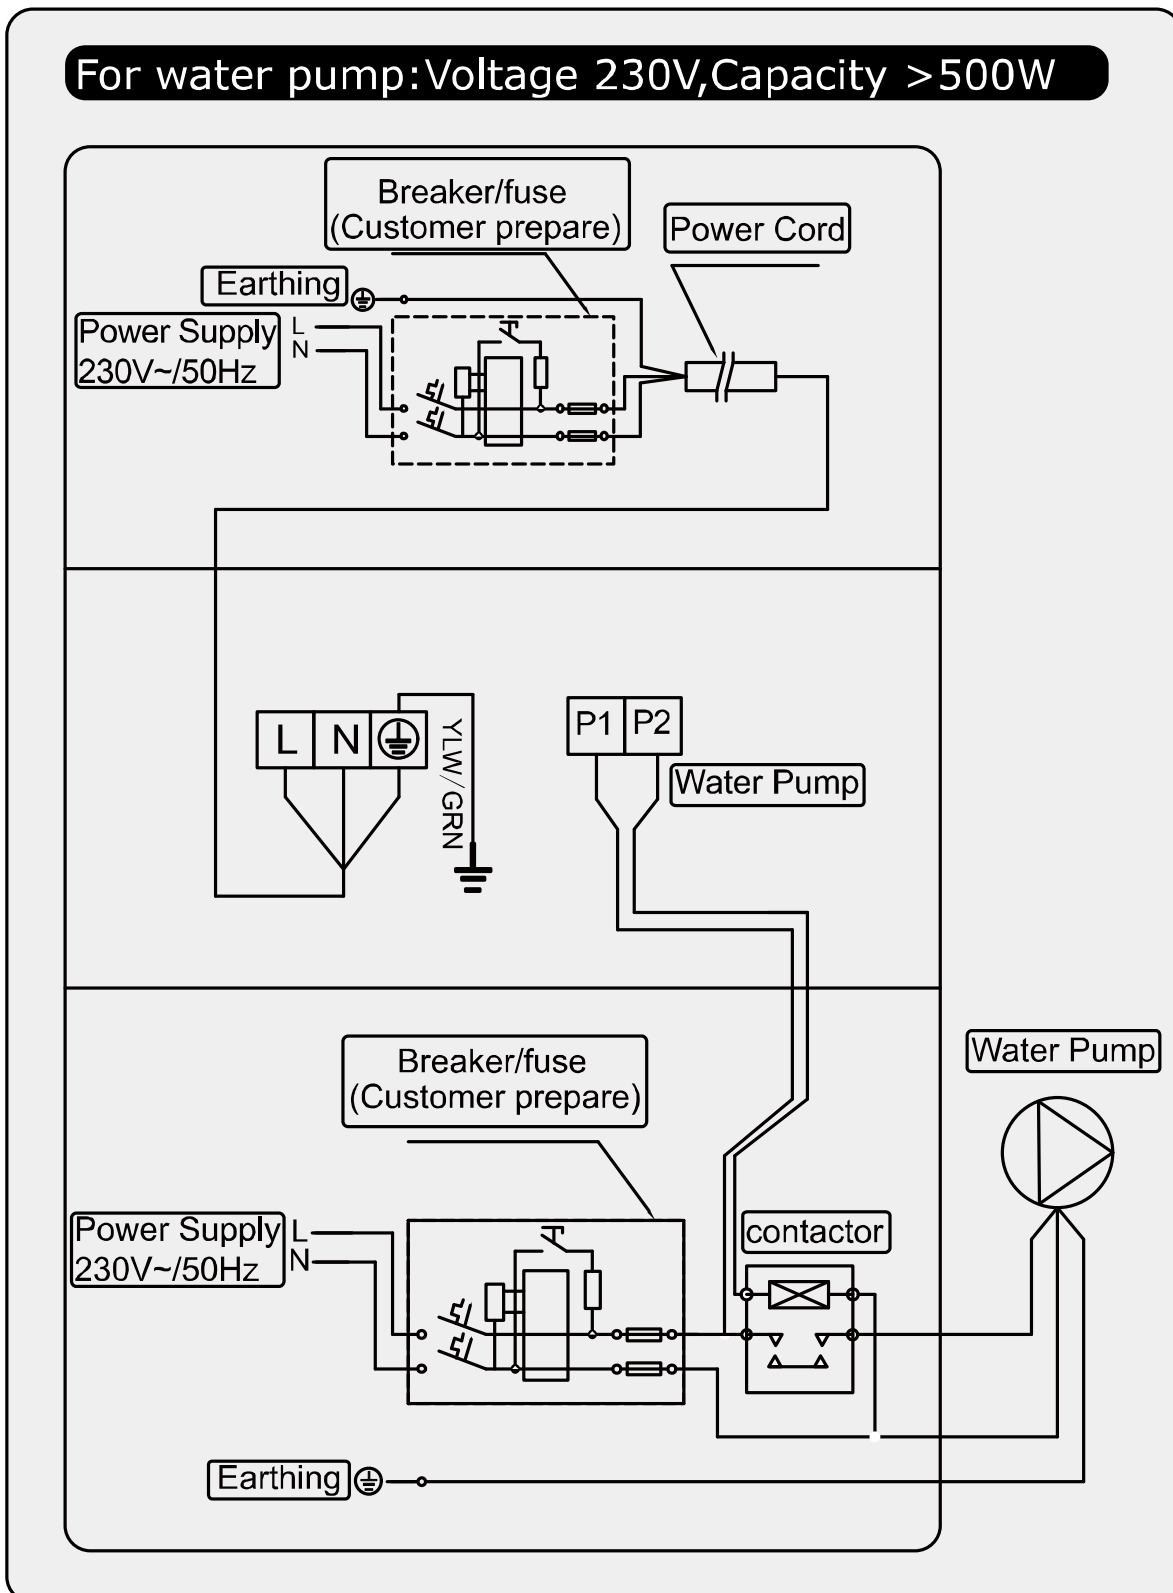 For water pump:Voltage 230V,Capacity >500W
Breaker/fuse
(Customer prepare)
Power Cord
Earthing
Power Supply
230V~/50Hz
L
N
L
N
YLW/GRN
P1
P2
Water Pump
Breaker/fuse
(Customer prepare)
Water Pump
Power Supply
230V~/50Hz
L
N
contactor
Earthing